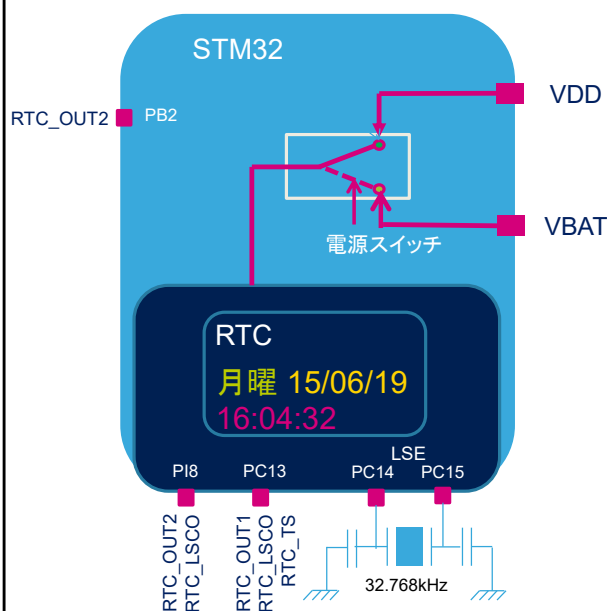 STM32
VDD
RTC_OUT2
PB2
VBAT
電源スイッチ
RTC
月曜 15/06/19
16:04:32
LSE
PI8
PC13
PC14
PC15
RTC_OUT2
RTC_LSCO
RTC_OUT1
RTC_LSCO
RTC_TS
32.768kHz